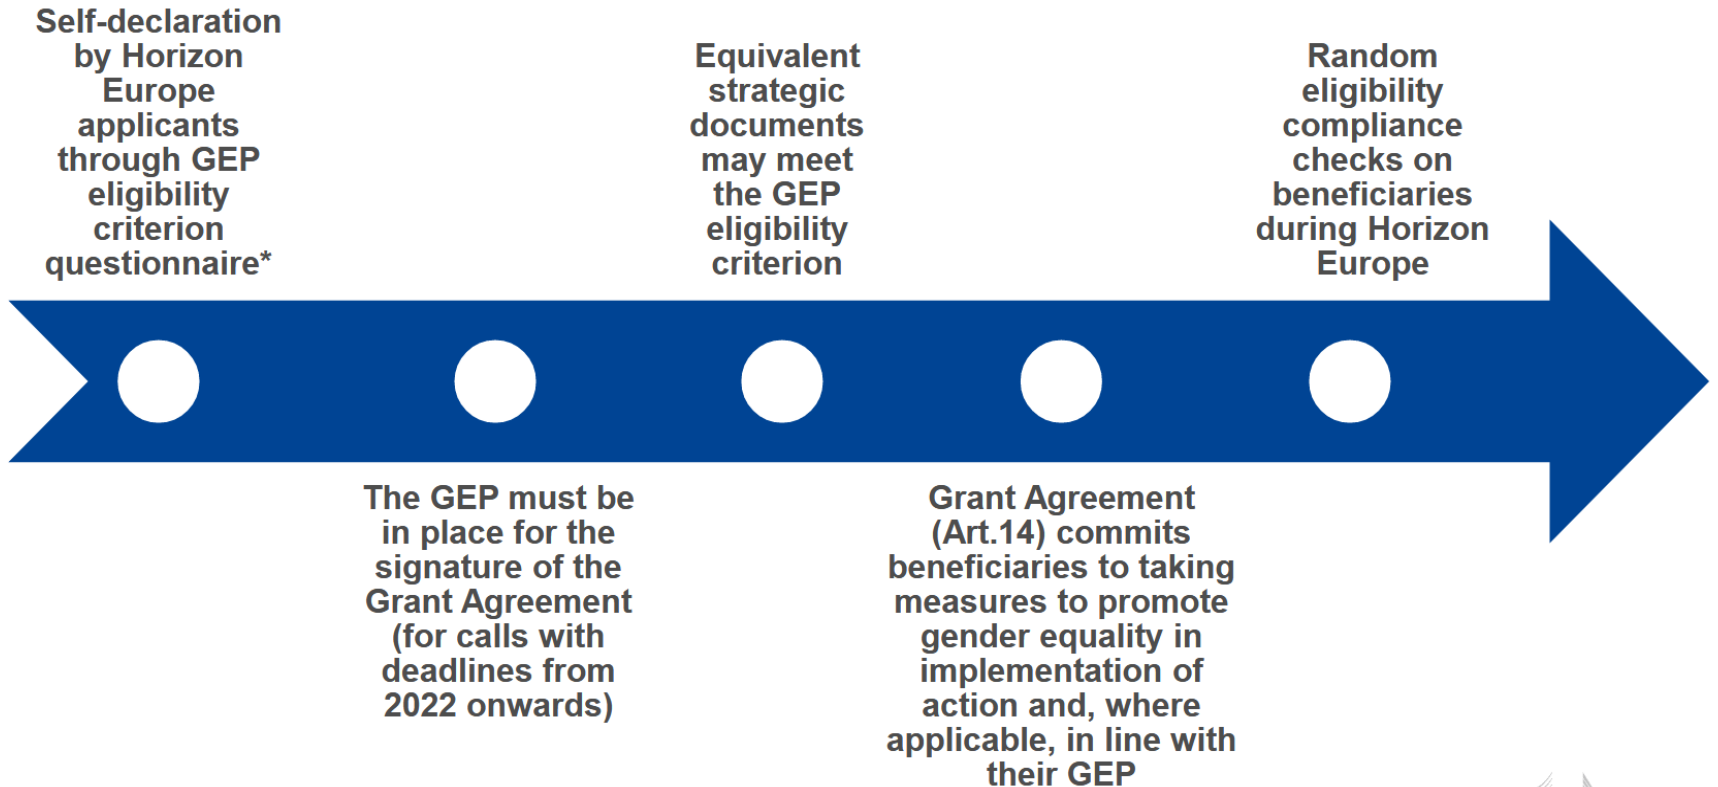 Self-declaration
by Horizon
Europe
applicants
through GEP
eligibility
criterion
questionnaire*
The GEP must be
in place for the
signature of the
Grant Agreement
(for calls with
deadlines from
2022 onwards)
Equivalent
strategic
documents
may meet
the GEP
eligibility
criterion
Grant Agreement
(Art.14) commits
beneficiaries to taking
measures to promote
gender equality in
implementation of
action and, where
applicable, in line with
their GEP
Random
eligibility
compliance
checks on
beneficiaries
during Horizon
Europe